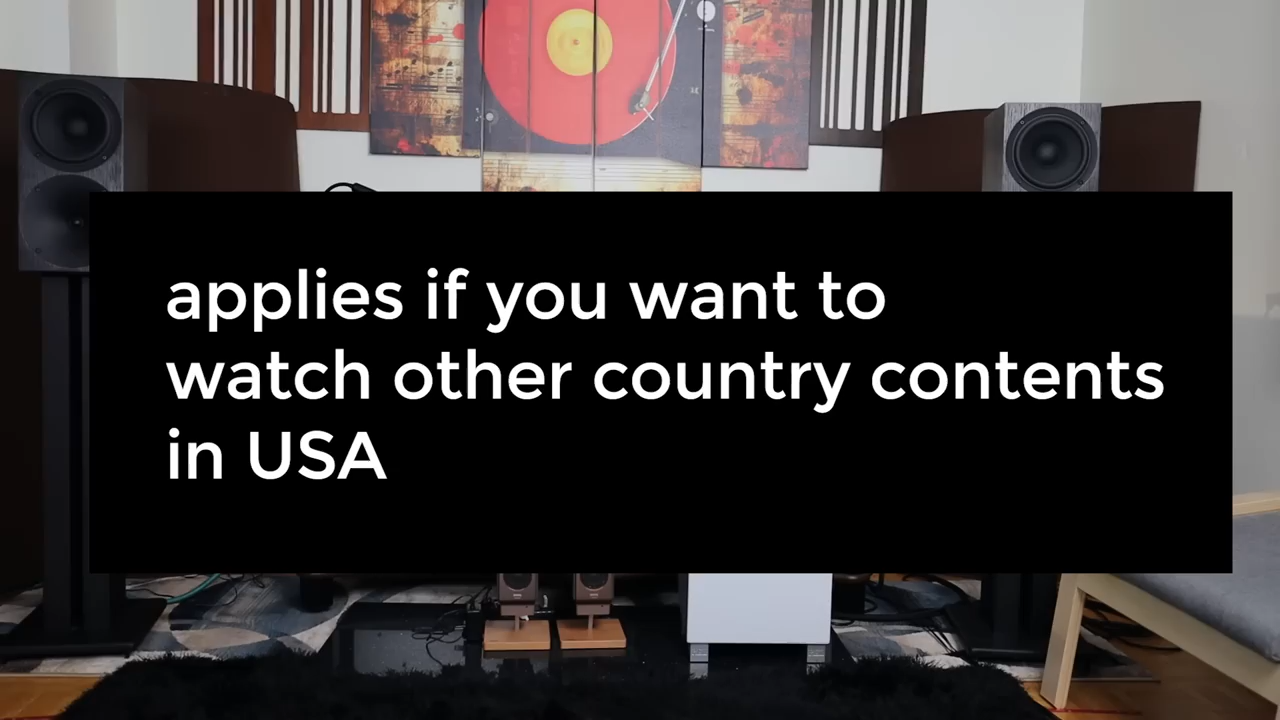 applies if you want to
watch other country contents
in USA